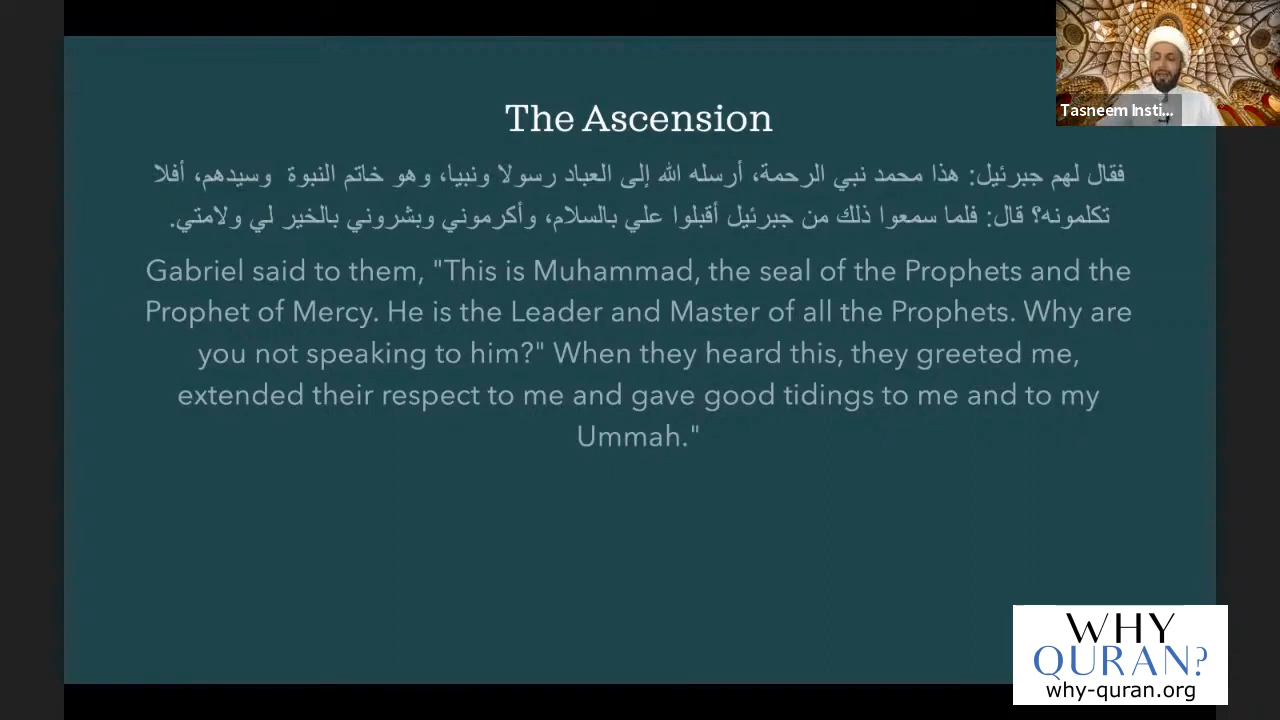 Tasneem Insti...
The Ascension
فقال لهم جبرئيل: هذا محمد نبي الرحمة، أرسله الله إلى العباد رسولا ونبيا، وهو خاتم النبوة وسيدهم، أفلا
تكلمونه؟ قال: فلما سمعوا ذلك من جبرئيل أقبلوا علي بالسلام، وأكرموني وبشروني بالخير لي ولامتي.
Gabriel said to them, "This is Muhammad, the seal of the Prophets and the
Prophet of Mercy. He is the Leader and Master of all the Prophets. Why are
you not speaking to him?" When they heard this, they greeted me,
extended their respect to me and gave good tidings to me and to my
Ummah."
WHY
QURAN?
why-quran.org